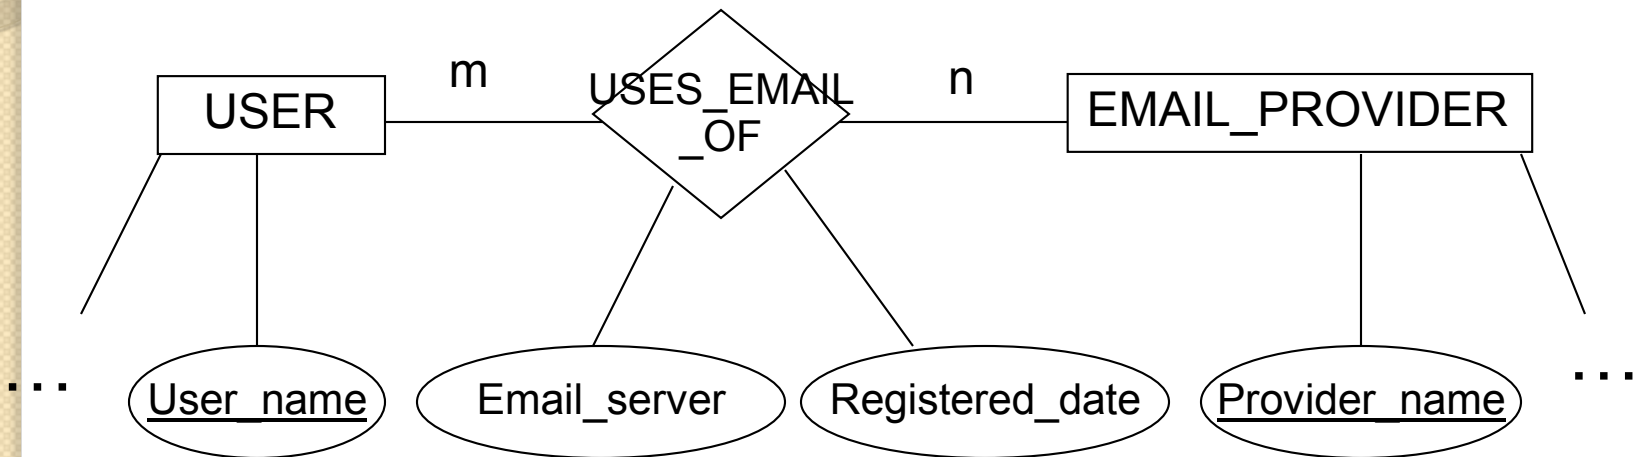 m
n
USER
USES_EMAIL
_OF
EMAIL_PROVIDER
...
User_name
Email_server
Registered_date
Provider_name
...